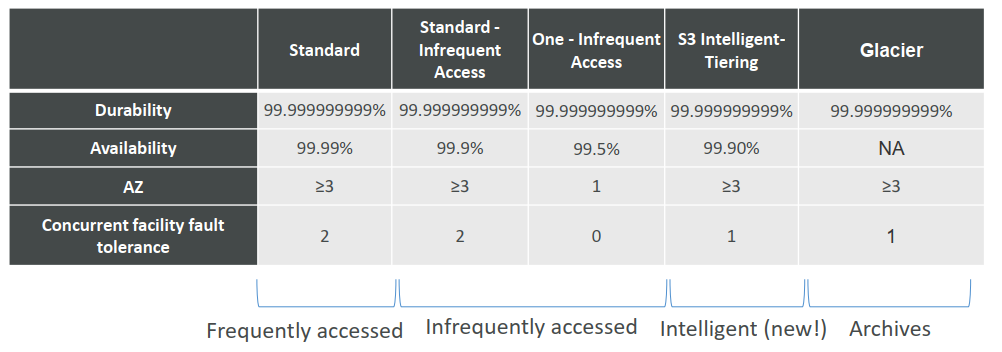 Standard
Standard -
Infrequent
Access
One - Infrequent
Access
S3 Intelligent-
Tiering
Glacier
Durability 99.999999999% 99.999999999% 99.999999999% 99.999999999% 99.999999999%
Availability 99.99% 99.9% 99.5% 99.90% NA
AZ ≥3 ≥3 1 ≥3 ≥3
Concurrent facility fault
tolerance
2 2 0 1 1
Frequently accessed Infrequently accessed Intelligent (new!) Archives